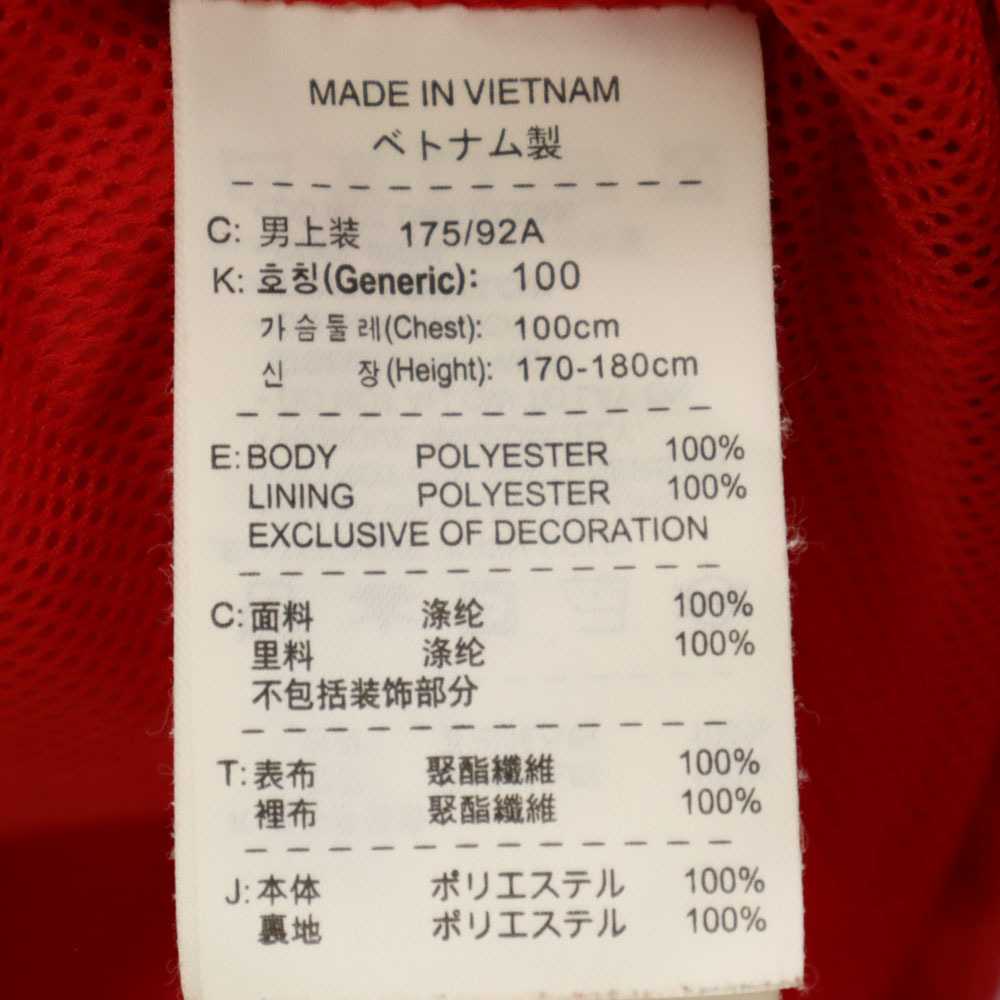 MADE IN VIETNAM
ベトナム製
C: 男上装 175/92A
K: 호칭(Generic): 100
가슴둘레(Chest): 100cm
신 장(Height): 170-180cm
E: BODY POLYESTER 100%
LINING POLYESTER 100%
EXCLUSIVE OF DECORATION
C: 面料 涤纶 100%
里料 涤纶 100%
不包括装饰部分
T: 表布 聚酯纖維 100%
裡布 聚酯纖維 100%
J: 本体 ポリエステル 100%
裏地 ポリエステル 100%